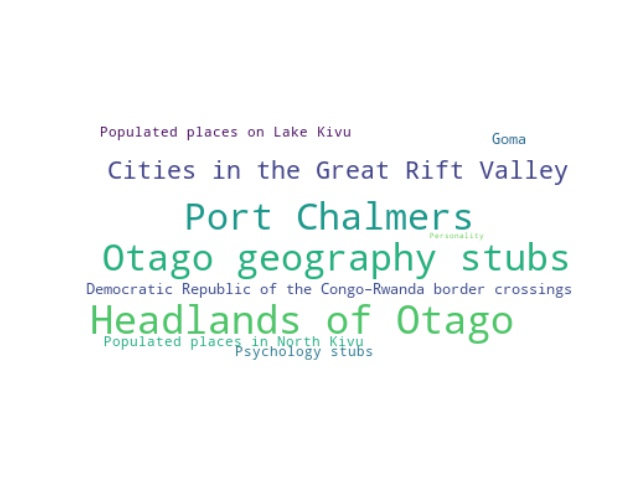 Populated places on Lake Kivu
Goma
Cities in the Great Rift Valley
Port Chalmers
Personality
Otago geography stubs
Democratic Republic of the Congo–Rwanda border crossings
Headlands of Otago
Populated places in North Kivu
Psychology stubs